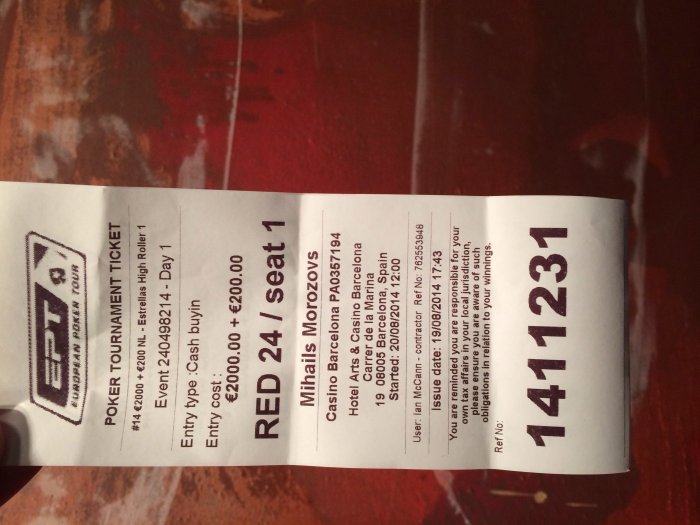 EPT
EUROPEAN POKER TOUR
POKER TOURNAMENT TICKET
#14 €2000 + €200 NL - Estrellas High Roller 1
Event 240498214 - Day 1
Entry type :Cash buyin
Entry cost :
€2000.00 + €200.00
RED 24 / seat 1
Mihails Morozovs
Casino Barcelona PA0357194
Hotel Arts & Casino Barcelona
Carrer de la Marina
19 08005 Barcelona, Spain
Started: 20/08/2014 12:00
User: Ian McCann - contractor Ref No: 762553948
Issue date: 19/08/2014 17:43
You are reminded you are responsible for your
own tax affairs in your local jurisdiction,
please ensure you are aware of such
obligations in relation to your winnings.
Ref No:
1411231